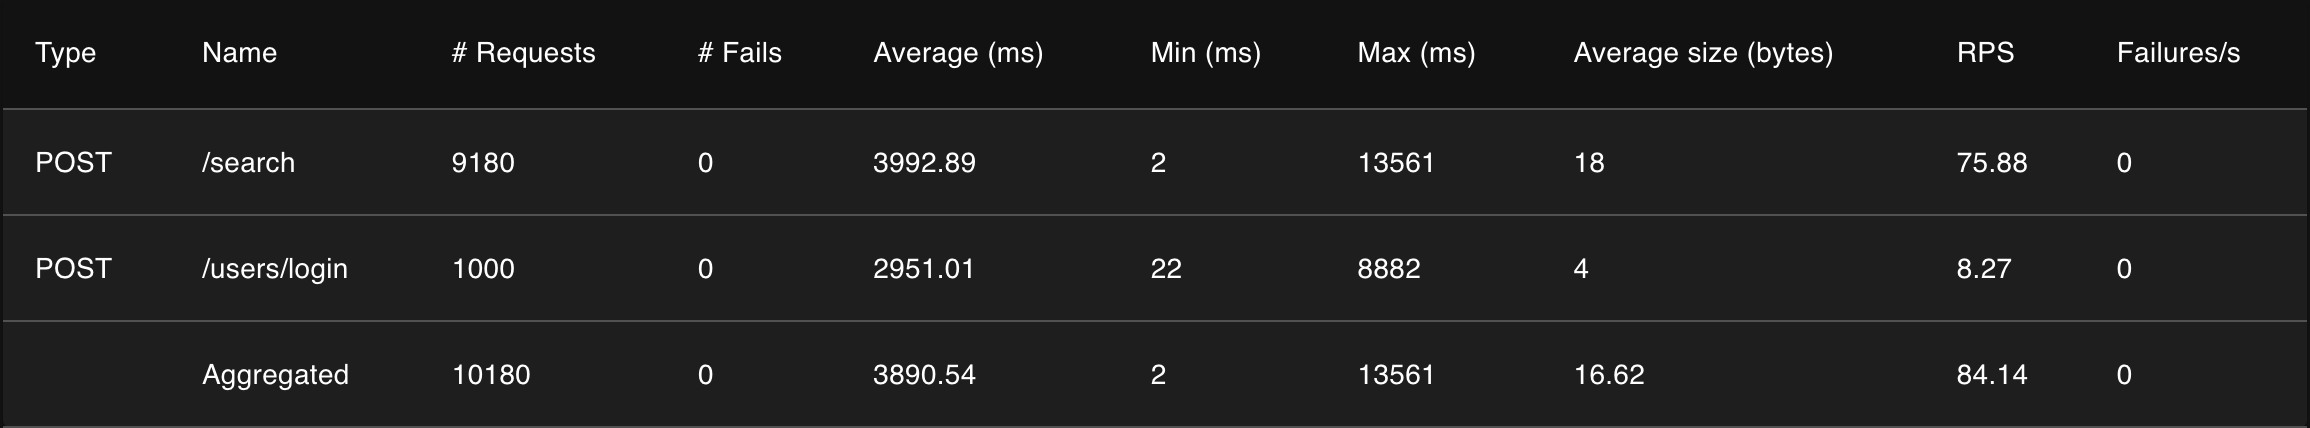 Type Name # Requests # Fails Average (ms) Min (ms) Max (ms) Average size (bytes) RPS Failures/s
POST /search 9180 0 3992.89 2 13561 18 75.88 0
POST /users/login 1000 0 2951.01 22 8882 4 8.27 0
Aggregated 10180 0 3890.54 2 13561 16.62 84.14 0